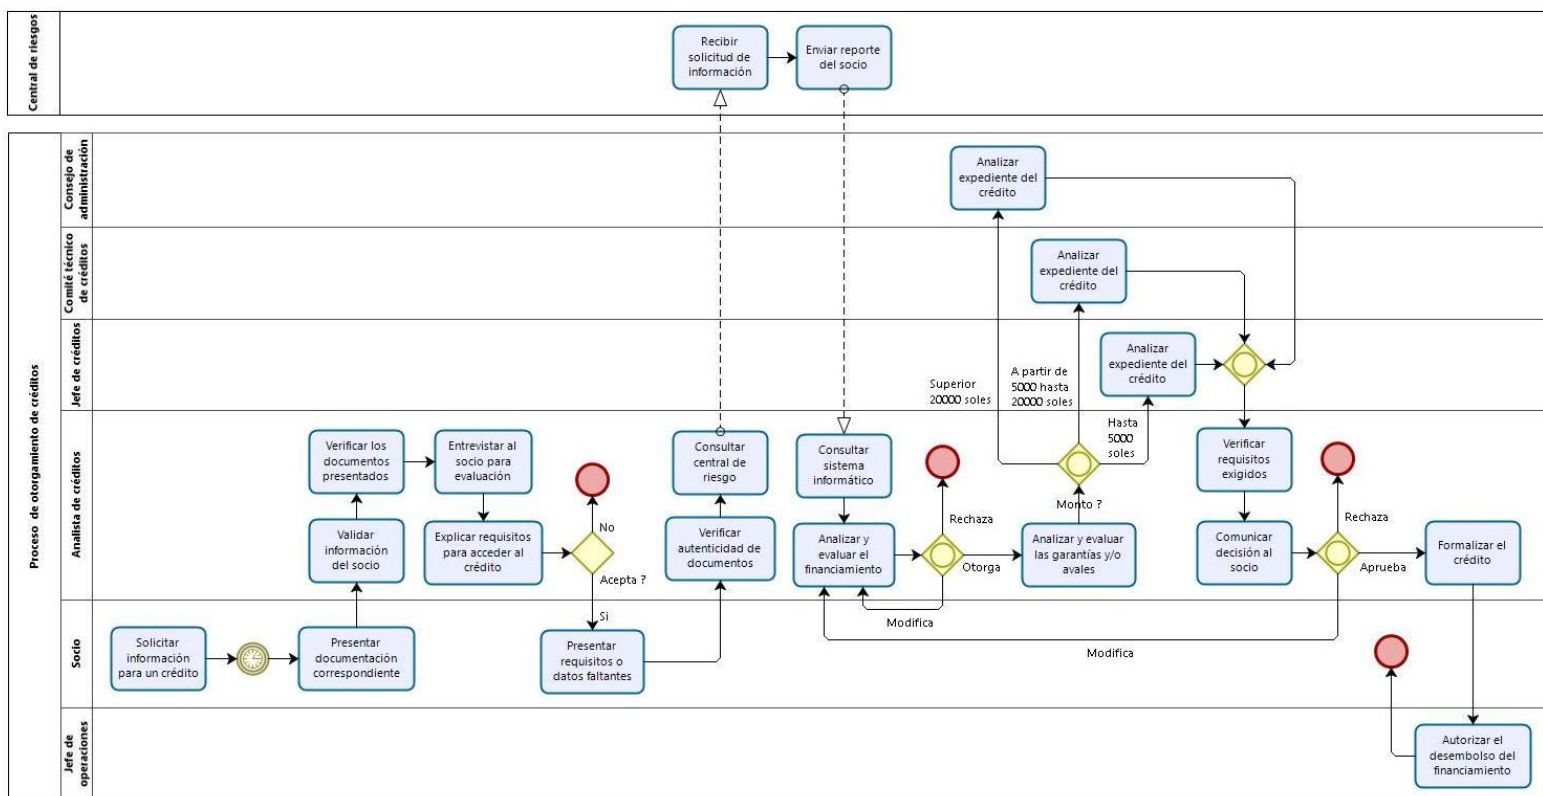 Central de riesgos
Recibir
solicitud de
información
Enviar reporte
del socio
Proceso de otorgamiento de créditos
Consejo de
administración
Analizar
expediente del
crédito
Comité técnico
de créditos
Analizar
expediente del
crédito
Jefe de créditos
Analizar
expediente del
crédito
Superior
20000 soles
A partir de
5000 hasta
20000 soles
Hasta
5000
soles
Analista de créditos
Verificar los
documentos
presentados
Entrevistar al
socio para
evaluación
Validar
información
del socio
Explicar requisitos
para acceder al
crédito
No
Acepta ?
Si
Consultar
central de
riesgo
Verificar
autenticidad de
documentos
Consultar
sistema
informático
Analizar y
evaluar el
financiamiento
Rechaza
Otorga
Modifica
Analizar y evaluar
las garantías y/o
avales
Monto ?
Verificar
requisitos
exigidos
Comunicar
decisión al
socio
Rechaza
Aprueba
Modifica
Formalizar el
crédito
Socio
Solicitar
información
para un crédito
Presentar
documentación
correspondiente
Presentar
requisitos o
datos faltantes
Jefe de
operaciones
Autorizar el
desembolso del
financiamiento